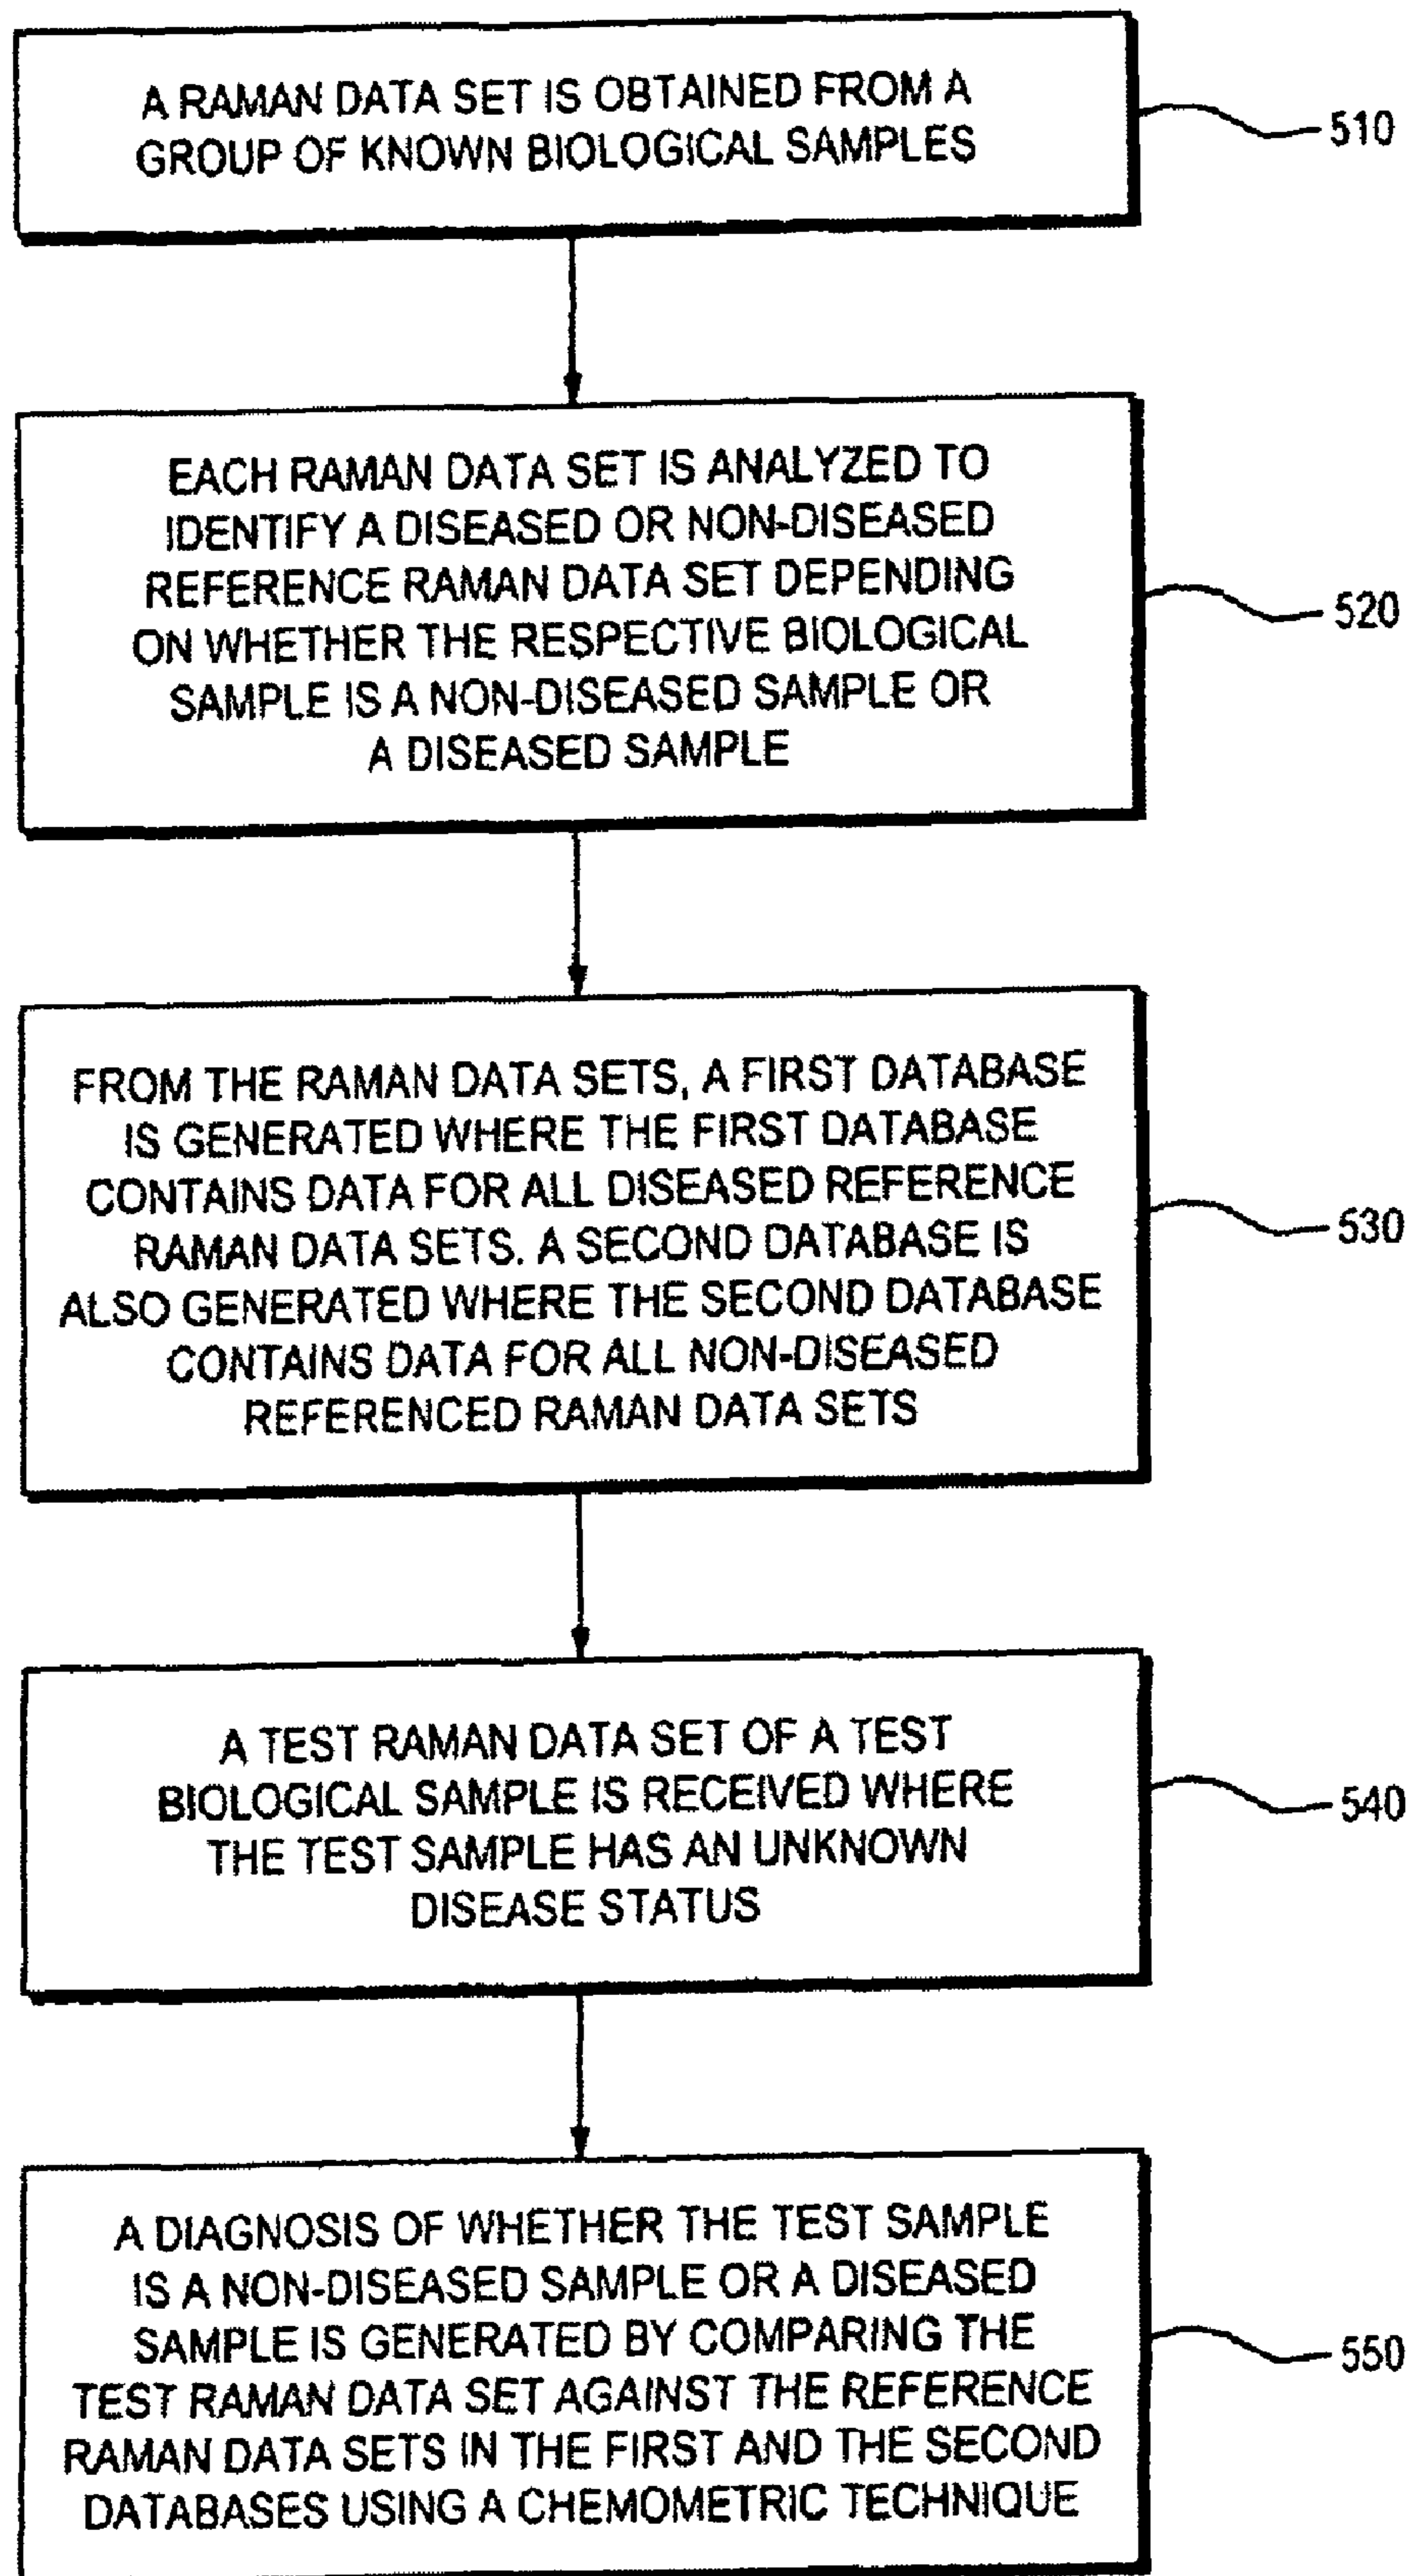 A RAMAN DATA SET IS OBTAINED FROM A
GROUP OF KNOWN BIOLOGICAL SAMPLES
510
EACH RAMAN DATA SET IS ANALYZED TO
IDENTIFY A DISEASED OR NON-DISEASED
REFERENCE RAMAN DATA SET DEPENDING
ON WHETHER THE RESPECTIVE BIOLOGICAL
SAMPLE IS A NON-DISEASED SAMPLE OR
A DISEASED SAMPLE
520
FROM THE RAMAN DATA SETS, A FIRST DATABASE
IS GENERATED WHERE THE FIRST DATABASE
CONTAINS DATA FOR ALL DISEASED REFERENCE
RAMAN DATA SETS. A SECOND DATABASE IS
ALSO GENERATED WHERE THE SECOND DATABASE
CONTAINS DATA FOR ALL NON-DISEASED
REFERENCED RAMAN DATA SETS
530
A TEST RAMAN DATA SET OF A TEST
BIOLOGICAL SAMPLE IS RECEIVED WHERE
THE TEST SAMPLE HAS AN UNKNOWN
DISEASE STATUS
540
A DIAGNOSIS OF WHETHER THE TEST SAMPLE
IS A NON-DISEASED SAMPLE OR A DISEASED
SAMPLE IS GENERATED BY COMPARING THE
TEST RAMAN DATA SET AGAINST THE REFERENCE
RAMAN DATA SETS IN THE FIRST AND THE SECOND
DATABASES USING A CHEMOMETRIC TECHNIQUE
550